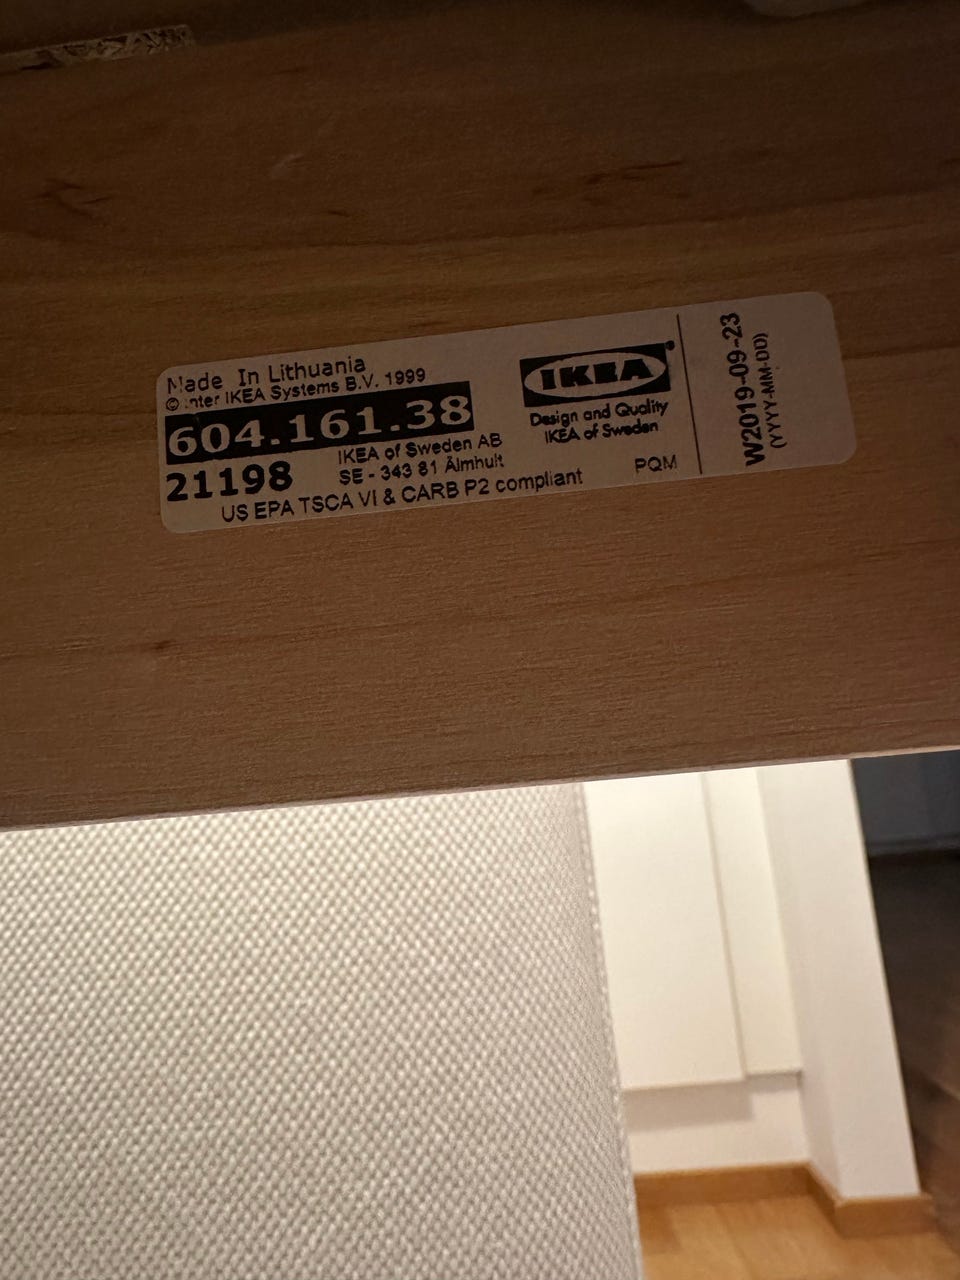 Made In Lithuania
© Inter IKEA Systems B.V. 1999
604.161.38
21198
IKEA of Sweden AB
SE - 343 81 Älmhult
US EPA TSCA VI & CARB P2 compliant
IKEA®
Design and Quality
IKEA of Sweden
PQM
W2019-09-23
(YYYY-MM-DD)